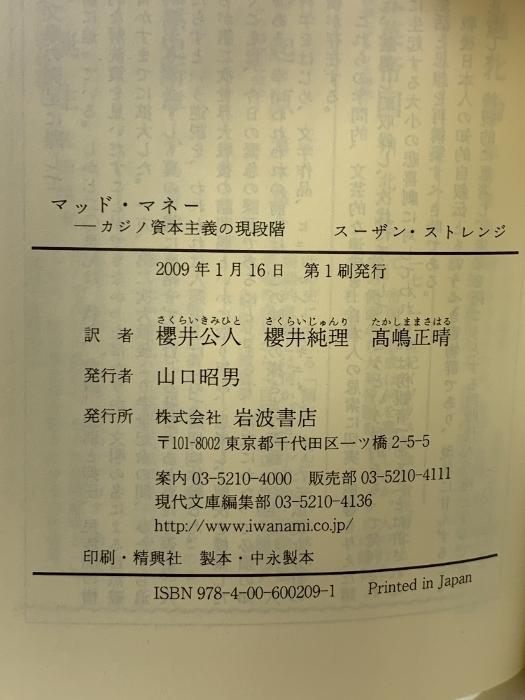 マッド・マネー
──カジノ資本主義の現段階　　スーザン・ストレンジ
2009年1月16日　第1刷発行
さくらいきみひと　さくらいじゅんり　たかしままさはる
訳者　櫻井公人　櫻井純理　髙嶋正晴
発行者　山口昭男
発行所　株式会社　岩波書店
〒101-8002 東京都千代田区一ツ橋2-5-5
案内 03-5210-4000　販売部 03-5210-4111
現代文庫編集部 03-5210-4136
http://www.iwanami.co.jp/
印刷・精興社　製本・中永製本
ISBN 978-4-00-600209-1　Printed in Japan